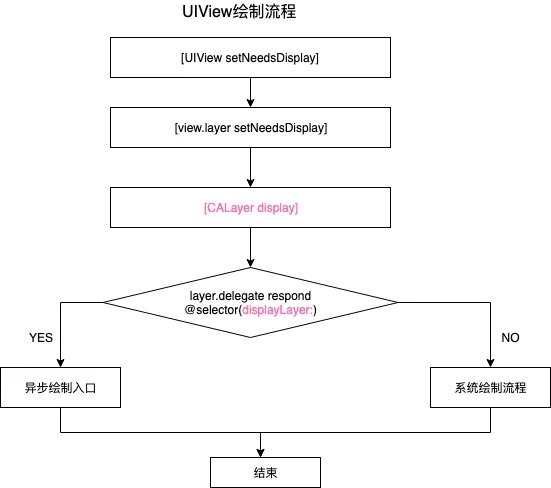 UIView绘制流程
[UIView setNeedsDisplay]
[view.layer setNeedsDisplay]
[CALayer display]
layer.delegate respond
@selector(displayLayer:)
YES
NO
异步绘制入口
系统绘制流程
结束